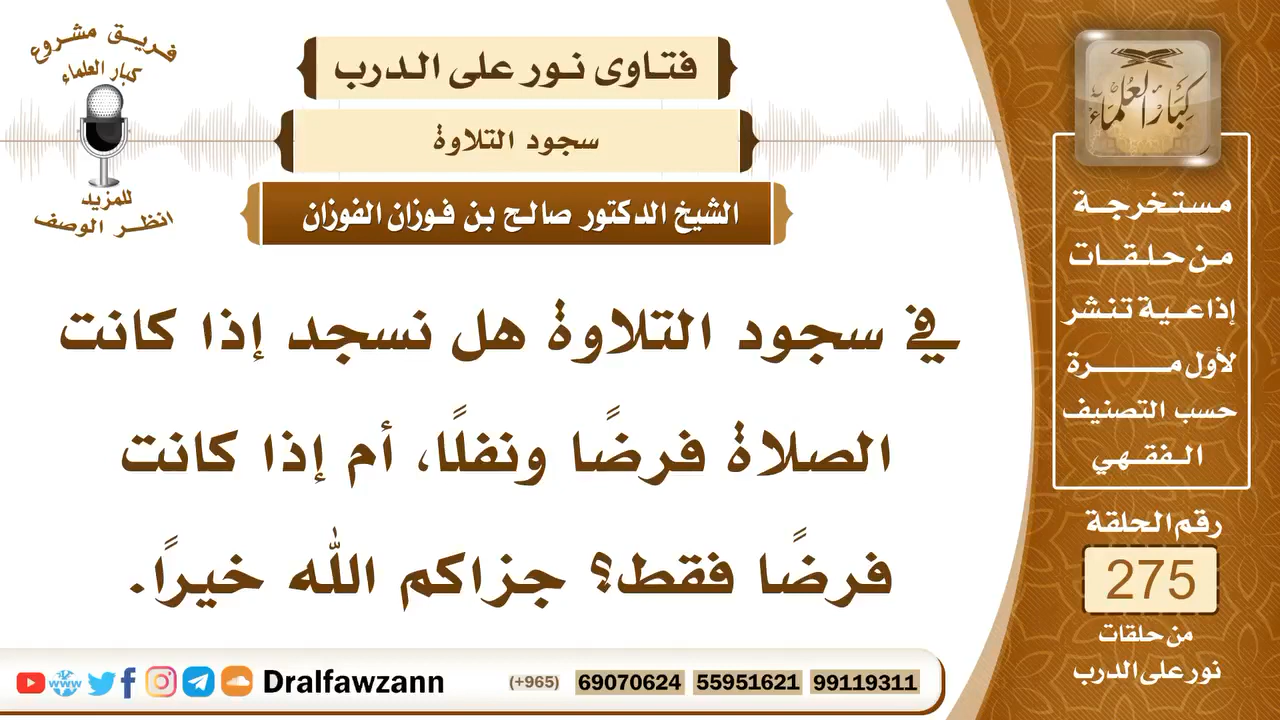 فريق مشروع
كبار العلماء
للمزيد
انظر الوصف
فتاوى نور على الدرب
سجود التلاوة
الشيخ الدكتور صالح بن فوزان الفوزان
في سجود التلاوة هل نسجد إذا كانت
الصلاة فرضًا ونفلًا، أم إذا كانت
فرضًا فقط؟ جزاكم الله خيرًا.
كبار العلماء
مستخرجة
من حلقات
إذاعية تنشر
لأول مرة
حسب التصنيف
الفقهي
رقم الحلقة
275
من حلقات
نور على الدرب
www Dralfawzann (+965) 69070624 55951621 99119311